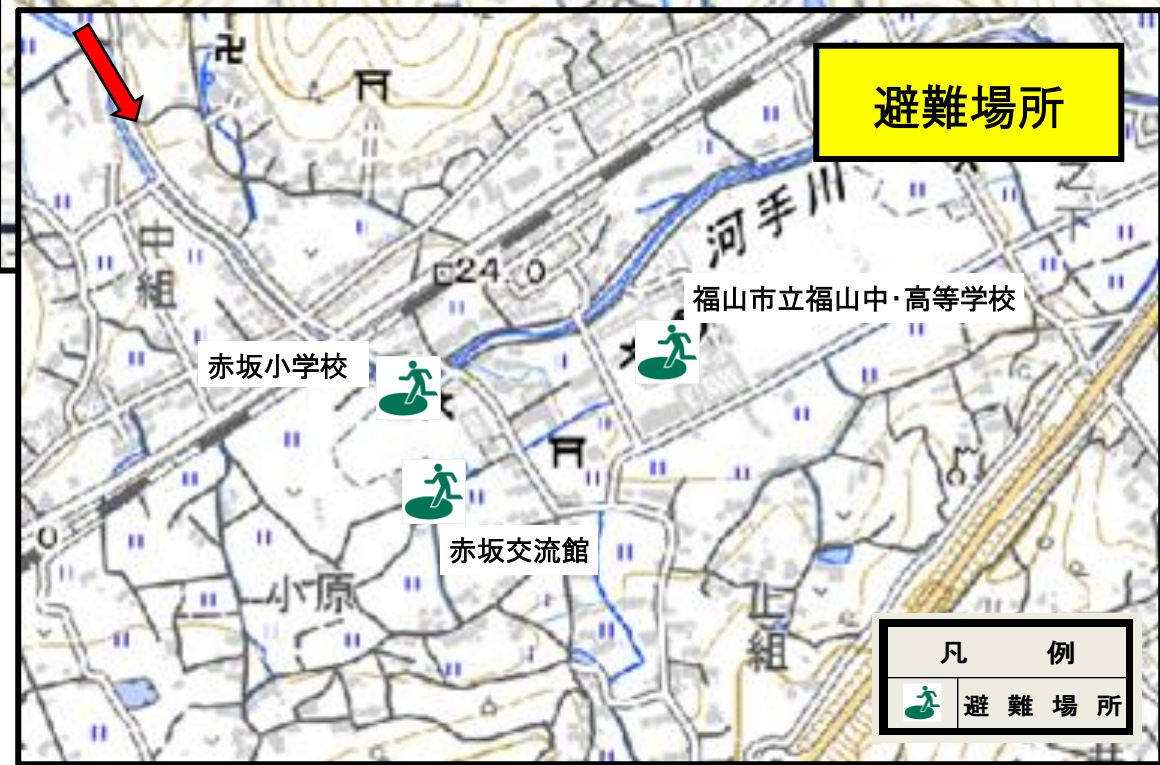 避難場所
河手川
之下
中組
24.0
福山市立福山中・高等学校
赤坂小学校
赤坂交流館
小原
上組
凡 例
避 難 場 所